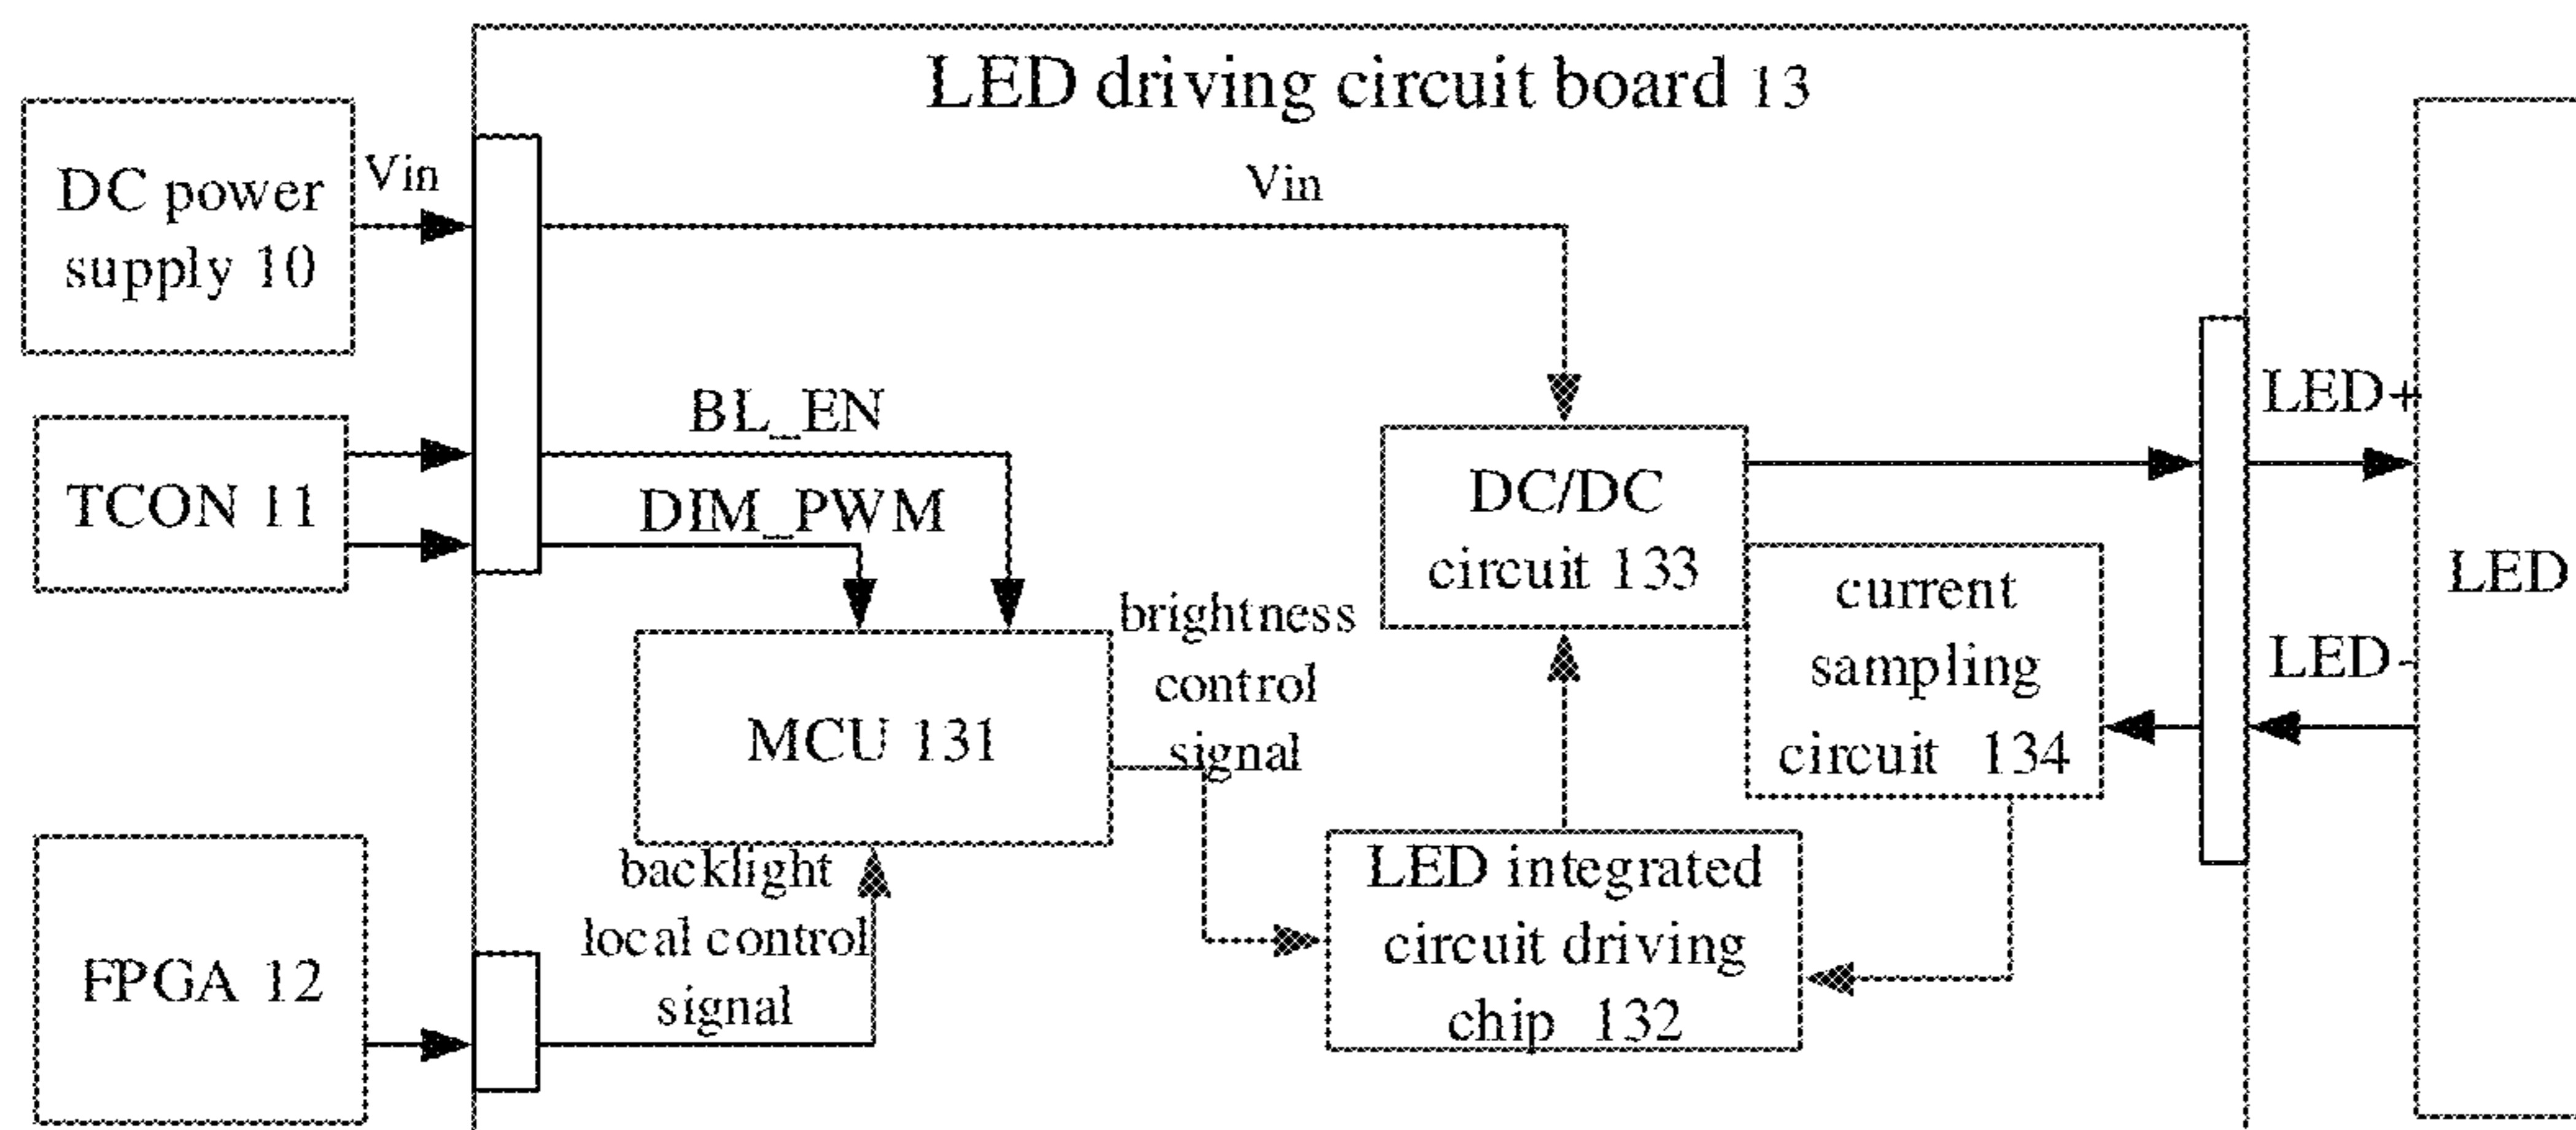 LED driving circuit board 13
DC power
supply 10
Vin
Vin
TCON 11
BL_EN
DIM_PWM
MCU 131
brightness
control
signal
DC/DC
circuit 133
current
sampling
circuit 134
LED+
LED-
LED
FPGA 12
backlight
local control
signal
LED integrated
circuit driving
chip 132